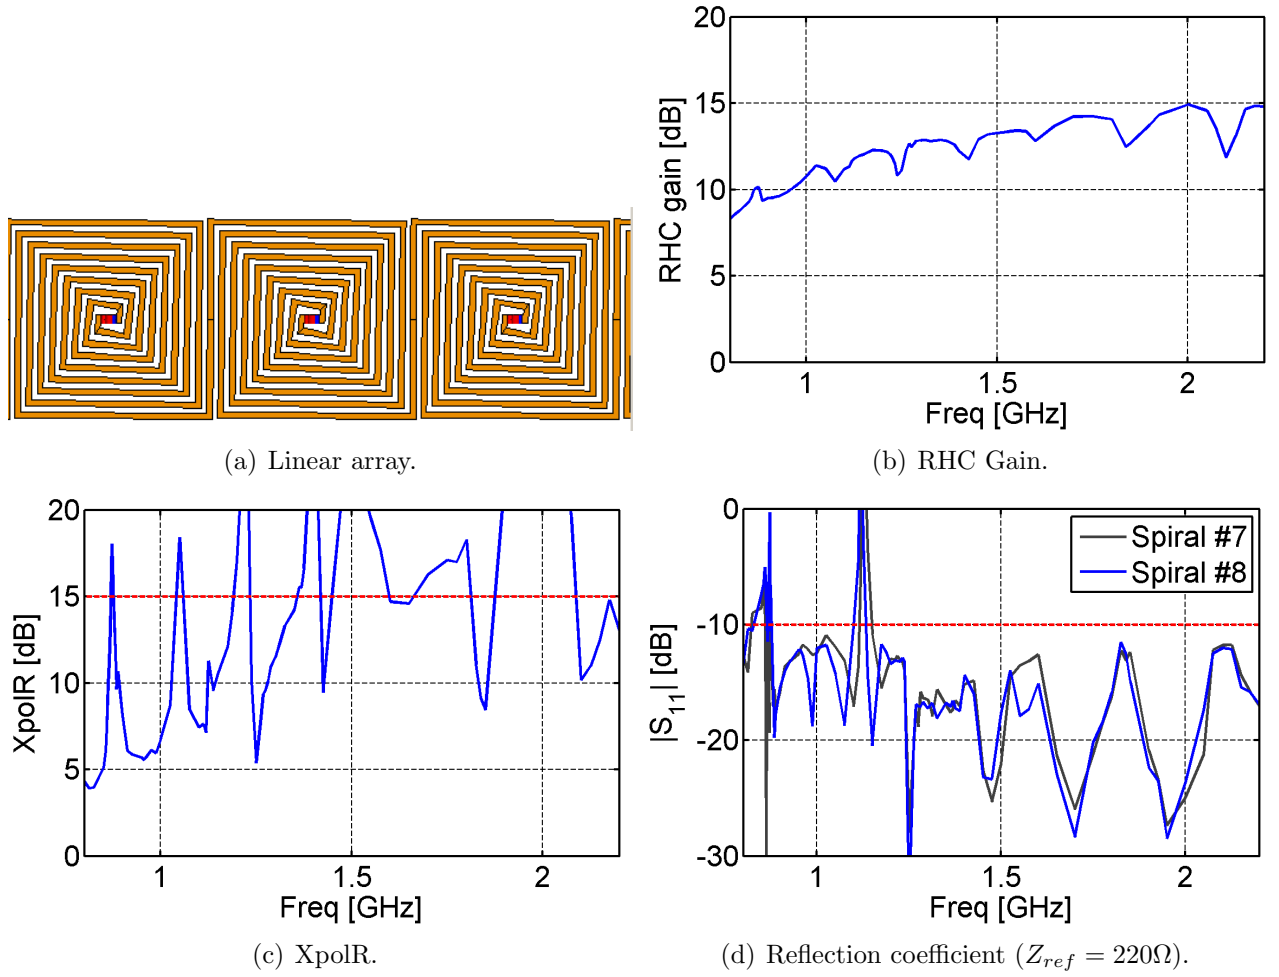 20
15
10
5
0
RHC gain [dB]
1
1.5
2
Freq [GHz]
(a) Linear array.
(b) RHC Gain.
20
15
10
5
0
XpolR [dB]
1
1.5
2
Freq [GHz]
0
-10
-20
-30
|S11| [dB]
Spiral #7
Spiral #8
1
1.5
2
Freq [GHz]
(c) XpolR.
(d) Reflection coefficient (Zref = 220Ω).